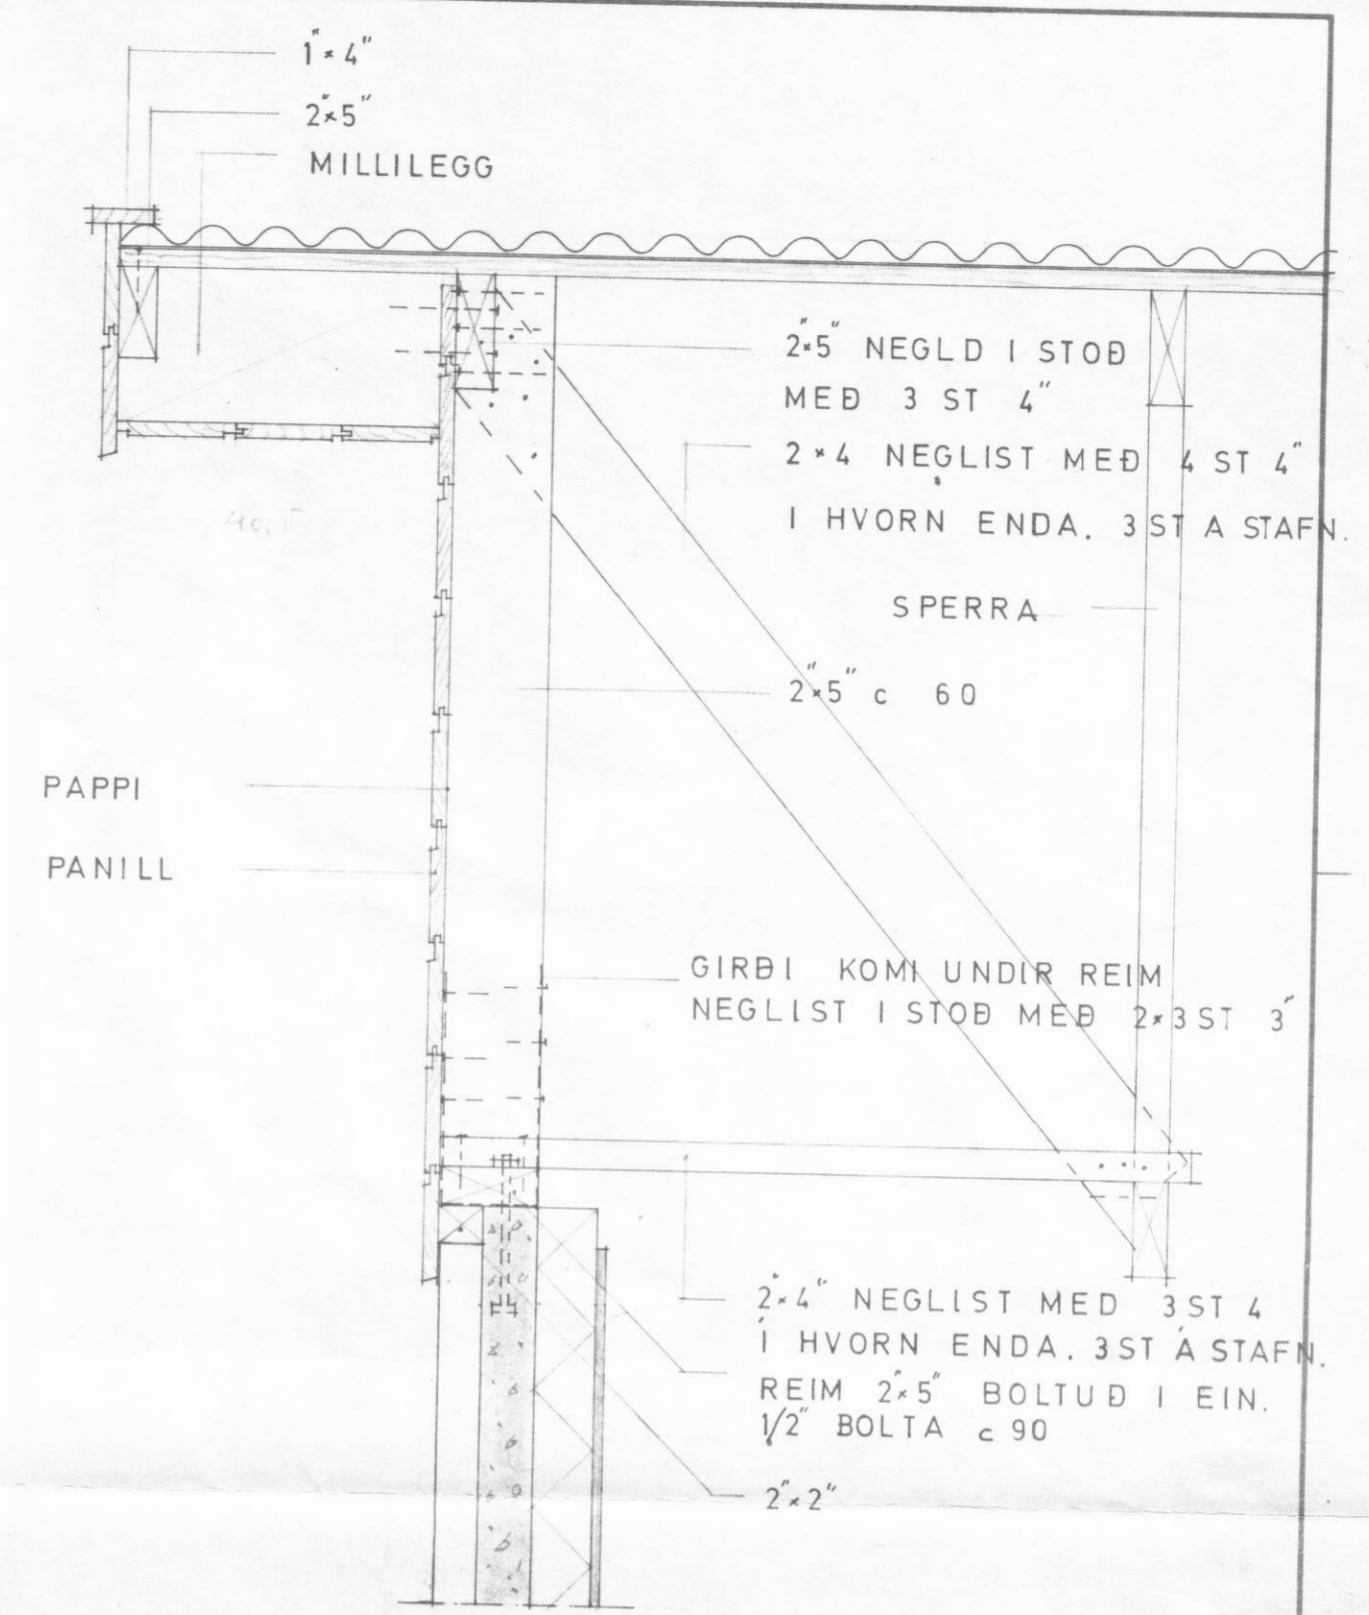 1"×4"
2"×5"
MILLILEGG
2"×5" NEGLD I STOÐ
MEÐ 3 ST 4"
2×4 NEGLIST MEÐ 4 ST 4"
I HVORN ENDA. 3 ST A STAFN.
SPERRA
2"×5" c 60
PAPPI
PANILL
GIRÐI KOMI UNDIR REIM
NEGLIST I STOÐ MEÐ 2×3 ST 3"
2"×4" NEGLIST MED 3 ST 4
Í HVORN ENDA. 3 ST Á STAFN.
REIM 2"×5" BOLTUÐ I EIN.
1/2" BOLTA c 90
2"×2"